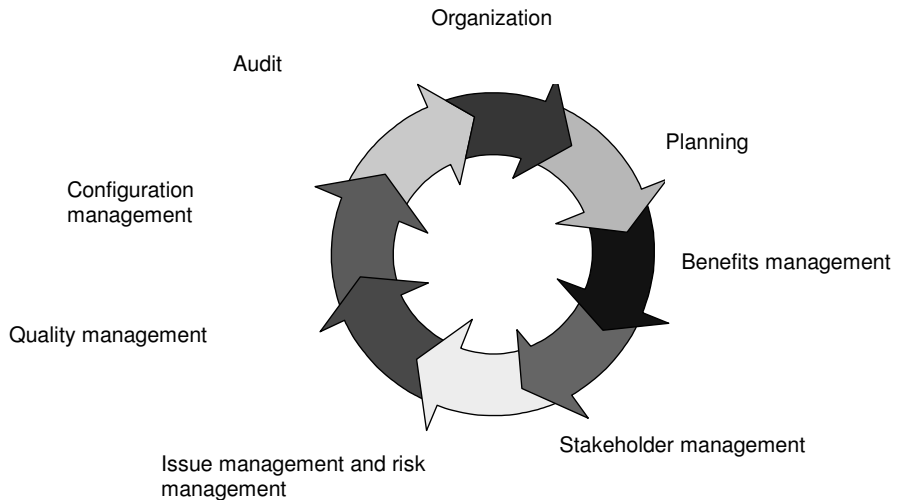 Organization
Audit
Planning
Configuration
management
Benefits management
Quality management
Stakeholder management
Issue management and risk
management